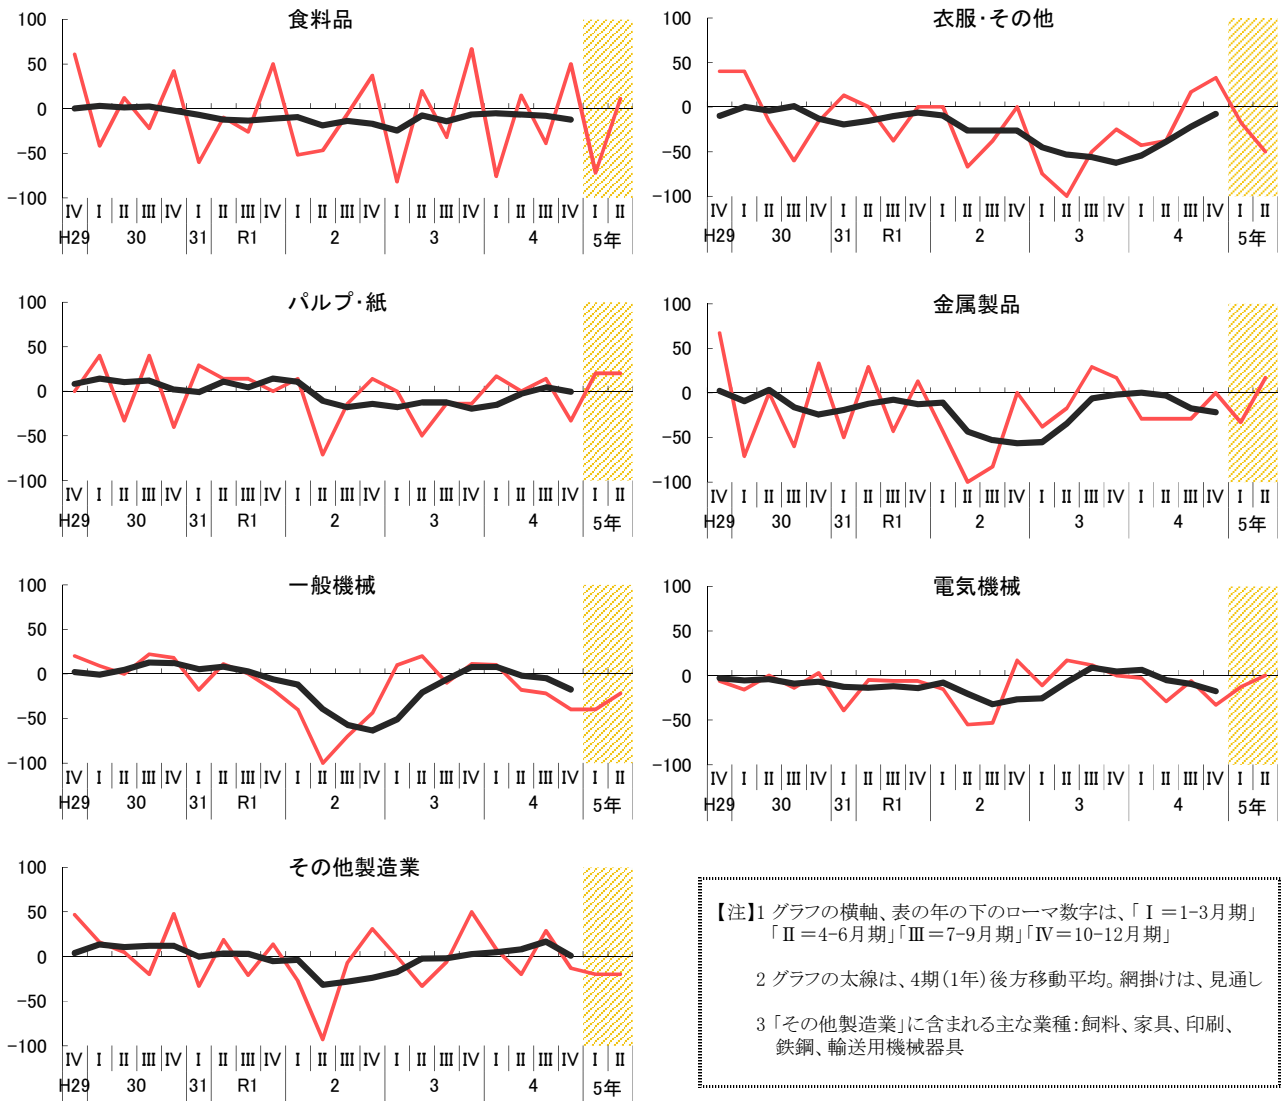 食料品
100
50
0
-50
-100
IV I II III IV I II III IV I II III IV I II III IV I II III IV I II
H29 30 31 R1 2 3 4 5年
衣服・その他
100
50
0
-50
-100
IV I II III IV I II III IV I II III IV I II III IV I II III IV I II
H29 30 31 R1 2 3 4 5年
パルプ・紙
100
50
0
-50
-100
IV I II III IV I II III IV I II III IV I II III IV I II III IV I II
H29 30 31 R1 2 3 4 5年
金属製品
100
50
0
-50
-100
IV I II III IV I II III IV I II III IV I II III IV I II III IV I II
H29 30 31 R1 2 3 4 5年
一般機械
100
50
0
-50
-100
IV I II III IV I II III IV I II III IV I II III IV I II III IV I II
H29 30 31 R1 2 3 4 5年
電気機械
100
50
0
-50
-100
IV I II III IV I II III IV I II III IV I II III IV I II III IV I II
H29 30 31 R1 2 3 4 5年
その他製造業
100
50
0
-50
-100
IV I II III IV I II III IV I II III IV I II III IV I II III IV I II
H29 30 31 R1 2 3 4 5年
【注】1 グラフの横軸、表の年の下のローマ数字は、「Ⅰ＝1-3月期」
「Ⅱ＝4-6月期」「Ⅲ＝7-9月期」「Ⅳ＝10-12月期」
2 グラフの太線は、4期(1年)後方移動平均。網掛けは、見通し
3 「その他製造業」に含まれる主な業種：飼料、家具、印刷、
鉄鋼、輸送用機械器具